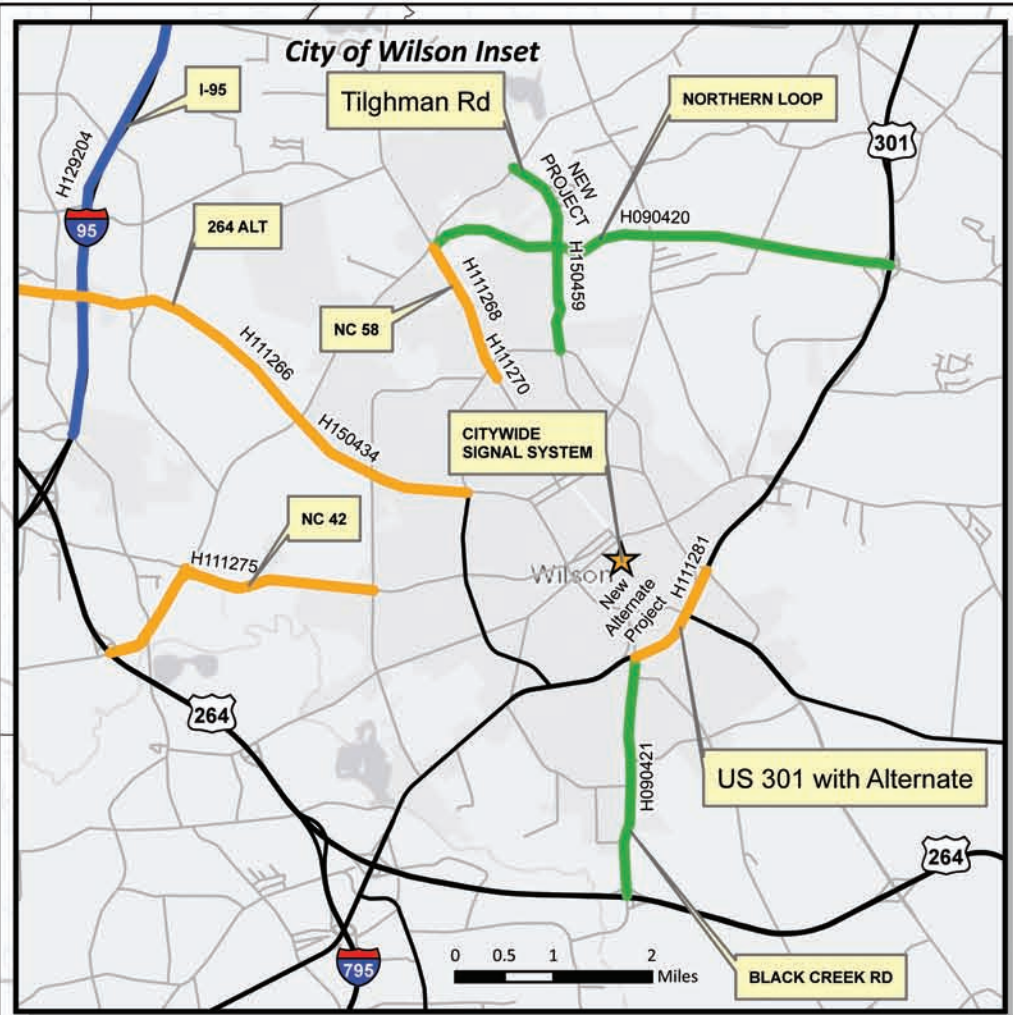 City of Wilson Inset
I-95
Tilghman Rd
NORTHERN LOOP
301
H129204
NEW
PROJECT
95
264 ALT
H090420
H150459
H111268
NC 58
H111270
H111266
H150434
CITYWIDE
SIGNAL SYSTEM
NC 42
H111275
Wilson
New
Alternate
Project
H111281
264
H090421
US 301 with Alternate
264
0 0.5 1 2
Miles
795
BLACK CREEK RD